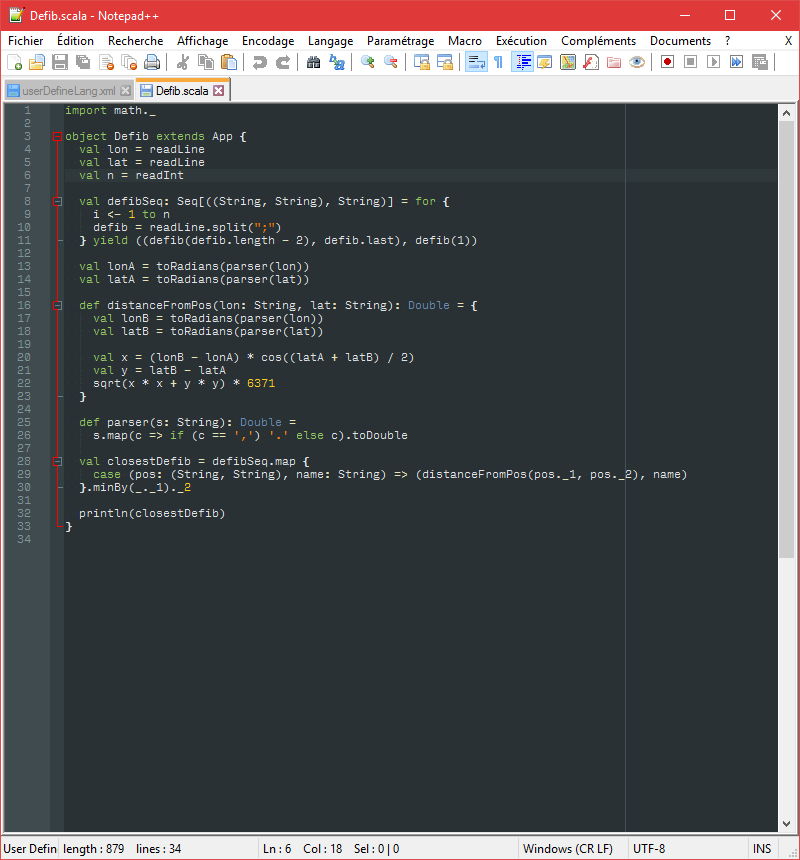 Defib.scala - Notepad++
Fichier Édition Recherche Affichage Encodage Langage Paramétrage Macro Exécution Compléments Documents ? X
userDefineLang.xml Defib.scala
1 import math._
2
3 object Defib extends App {
4   val lon = readLine
5   val lat = readLine
6   val n = readInt
7
8   val defibSeq: Seq[((String, String), String)] = for {
9     i <- 1 to n
10     defib = readLine.split(";")
11   } yield ((defib(defib.length - 2), defib.last), defib(1))
12
13   val lonA = toRadians(parser(lon))
14   val latA = toRadians(parser(lat))
15
16   def distanceFromPos(lon: String, lat: String): Double = {
17     val lonB = toRadians(parser(lon))
18     val latB = toRadians(parser(lat))
19
20     val x = (lonB - lonA) * cos((latA + latB) / 2)
21     val y = latB - latA
22     sqrt(x * x + y * y) * 6371
23   }
24
25   def parser(s: String): Double =
26     s.map(c => if (c == ',') '.' else c).toDouble
27
28   val closestDefib = defibSeq.map {
29     case (pos: (String, String), name: String) => (distanceFromPos(pos._1, pos._2), name)
30   }.minBy(_._1)._2
31
32   println(closestDefib)
33 }
34
User Defin length : 879 lines : 34 Ln : 6 Col : 18 Sel : 0 | 0 Windows (CR LF) UTF-8 INS